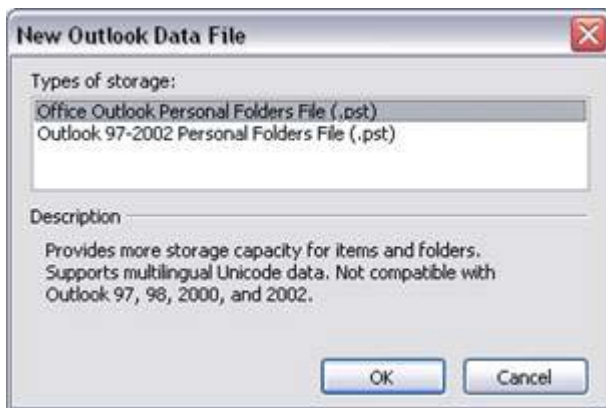 New Outlook Data File
Types of storage:
Office Outlook Personal Folders File (.pst)
Outlook 97-2002 Personal Folders File (.pst)
Description
Provides more storage capacity for items and folders.
Supports multilingual Unicode data. Not compatible with
Outlook 97, 98, 2000, and 2002.
OK Cancel